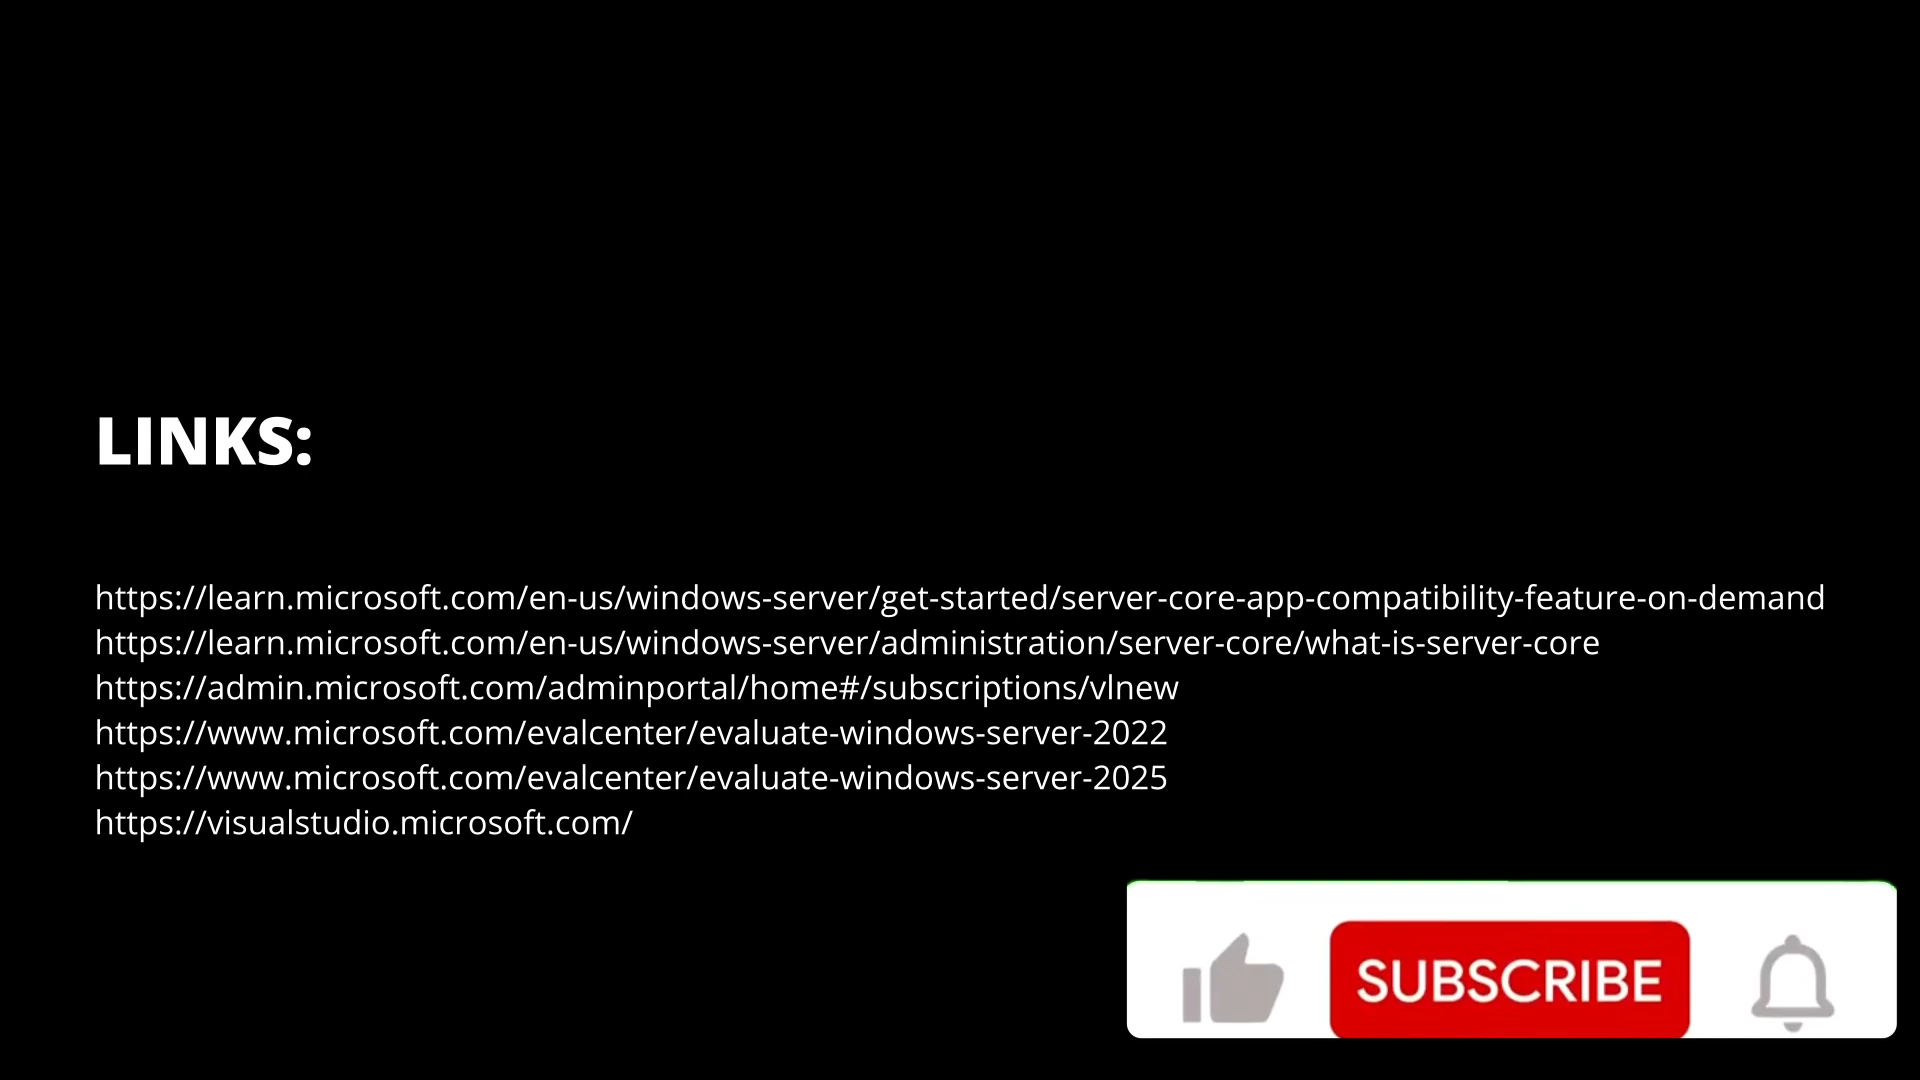 LINKS:
https://learn.microsoft.com/en-us/windows-server/get-started/server-core-app-compatibility-feature-on-demand
https://learn.microsoft.com/en-us/windows-server/administration/server-core/what-is-server-core
https://admin.microsoft.com/adminportal/home#/subscriptions/vlnew
https://www.microsoft.com/evalcenter/evaluate-windows-server-2022
https://www.microsoft.com/evalcenter/evaluate-windows-server-2025
https://visualstudio.microsoft.com/
SUBSCRIBE